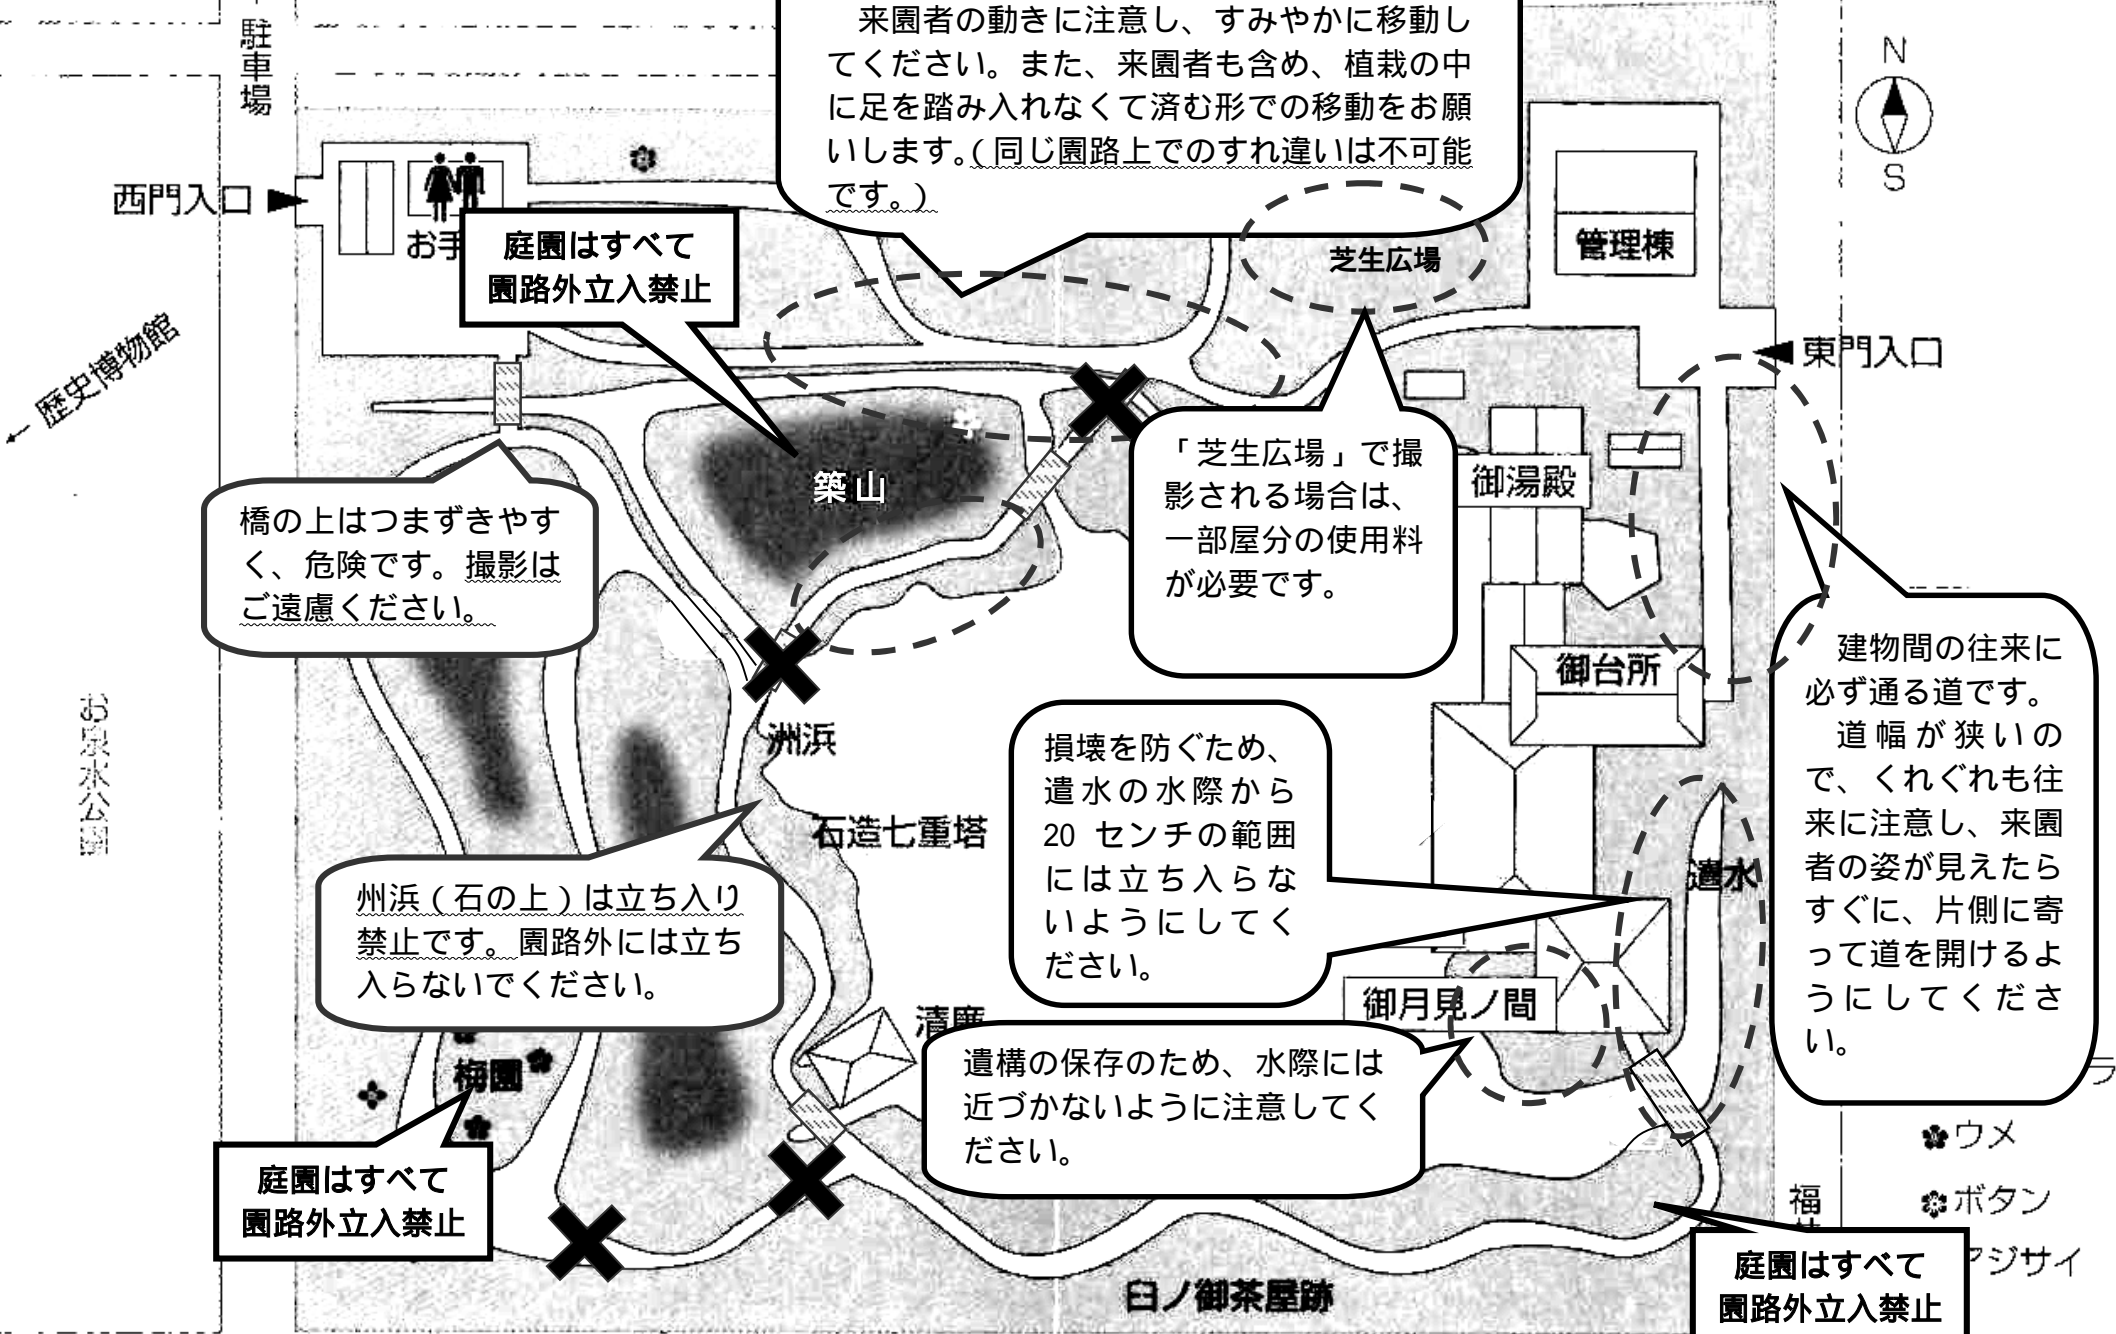 駐車場
来園者の動きに注意し、すみやかに移動し
てください。また、来園者も含め、植栽の中
に足を踏み入れなくて済む形での移動をお願
いします。(同じ園路上でのすれ違いは不可能
です。)
N
S
西門入口
お手
庭園はすべて
園路外立入禁止
芝生広場
管理棟
東門入口
←歴史博物館
築山
「芝生広場」で撮
影される場合は、
一部屋分の使用料
が必要です。
御湯殿
橋の上はつまずきやす
く、危険です。撮影は
ご遠慮ください。
御台所
建物間の往来に
必ず通る道です。
道幅が狭いの
で、くれぐれも往
来に注意し、来園
者の姿が見えたら
すぐに、片側に寄
って道を開けるよ
うにしてくださ
い。
お泉水公園
洲浜
損壊を防ぐため、
遣水の水際から
20 センチの範囲
には立ち入らな
いようにしてく
ださい。
石造七重塔
遣水
州浜(石の上)は立ち入り
禁止です。園路外には立ち
入らないでください。
御月見ノ間
清廉
遺構の保存のため、水際には
近づかないように注意してく
ださい。
梅園
庭園はすべて
園路外立入禁止
ラ
ウメ
ボタン
アジサイ
福
庭園はすべて
園路外立入禁止
臼ノ御茶屋跡